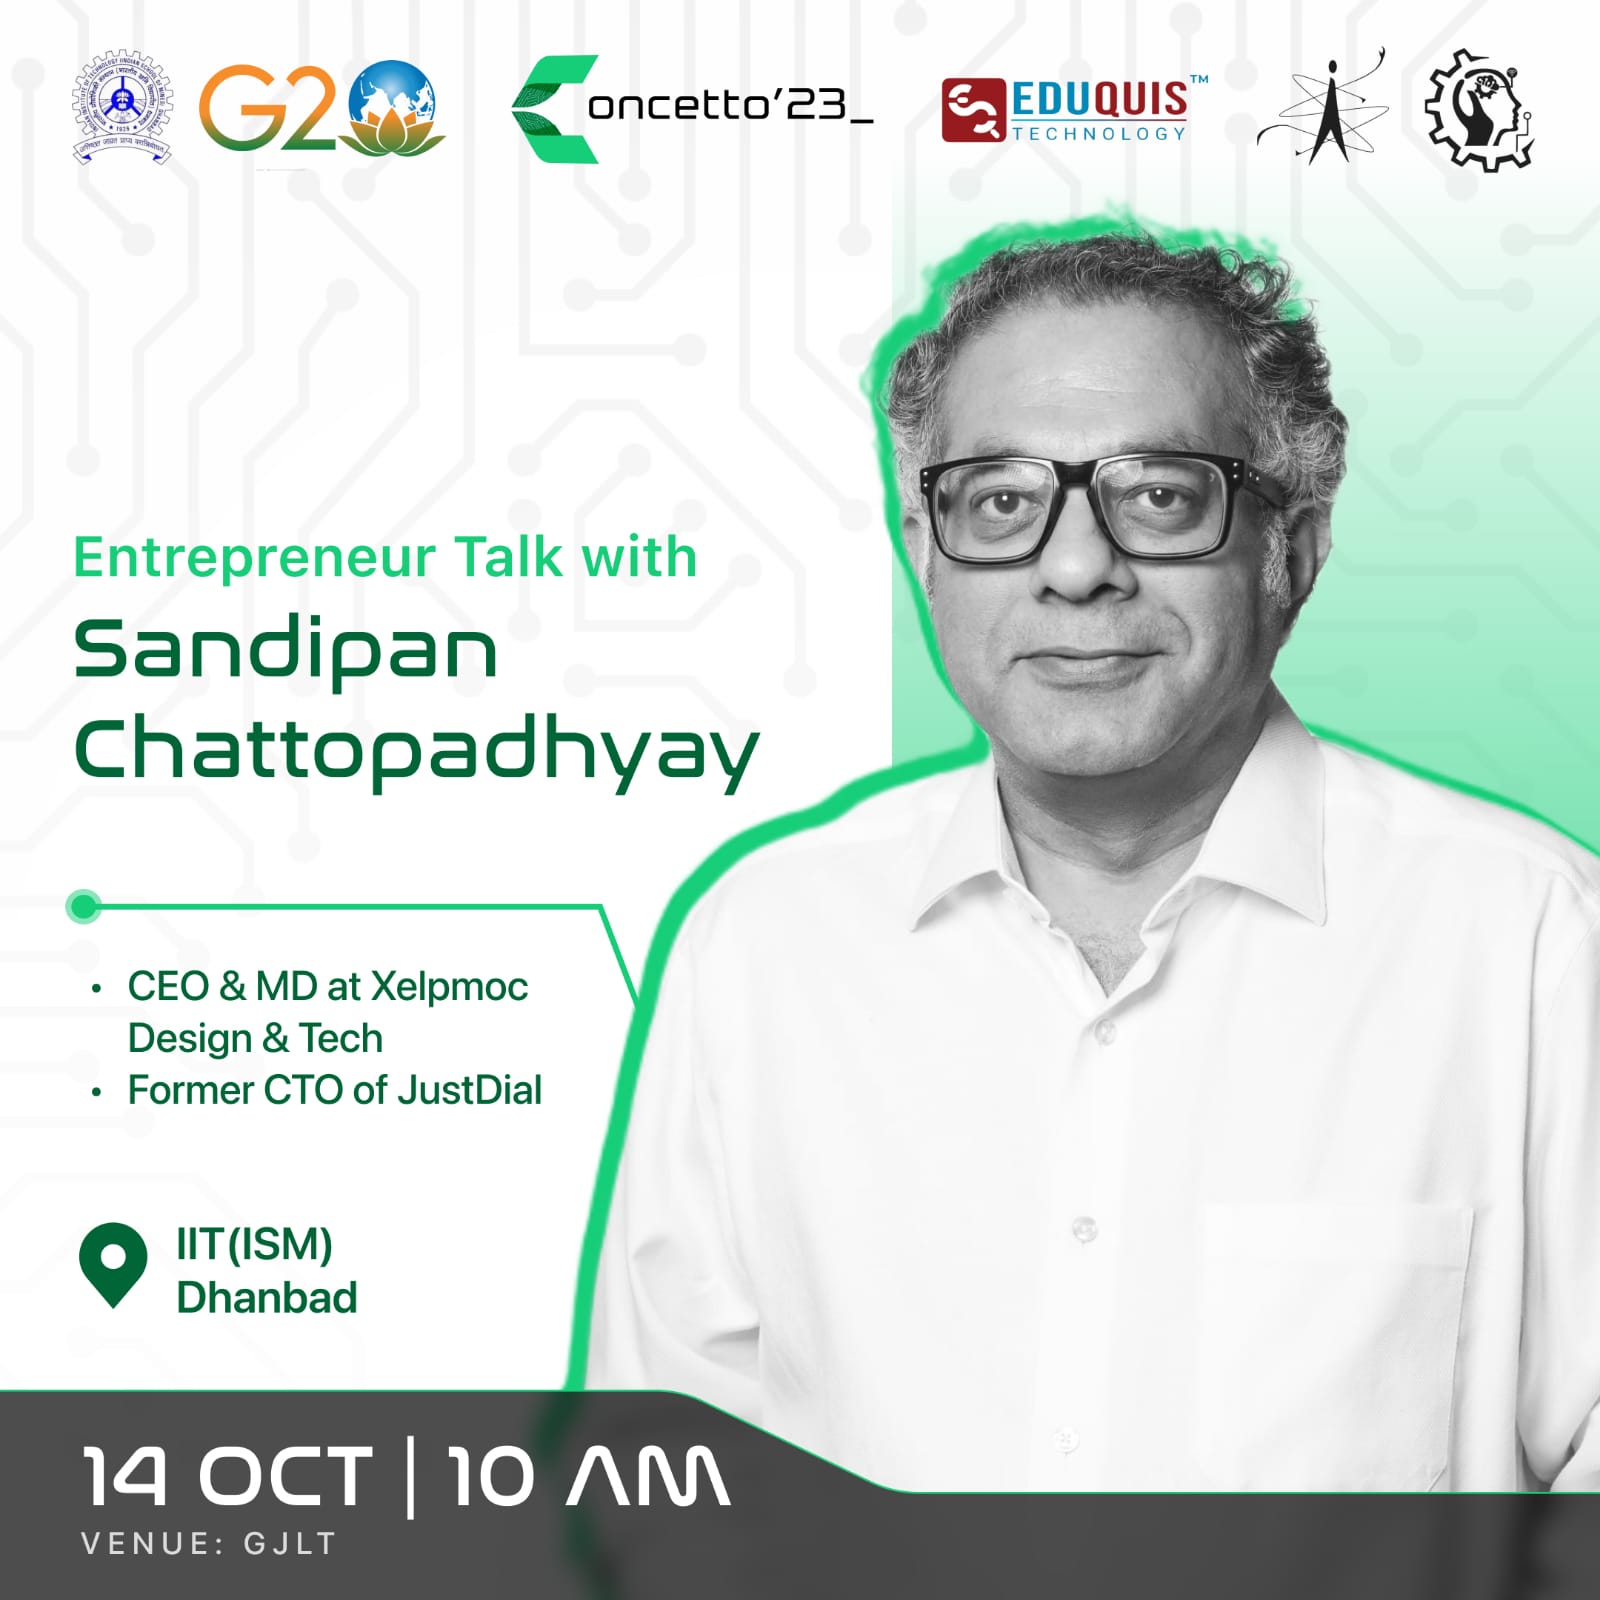 G20
Concetto'23_
EDUQUIS™
TECHNOLOGY
Entrepreneur Talk with
Sandipan
Chattopadhyay
• CEO & MD at Xelpmoc
Design & Tech
• Former CTO of JustDial
IIT(ISM)
Dhanbad
14 OCT | 10 AM
VENUE: GJLT